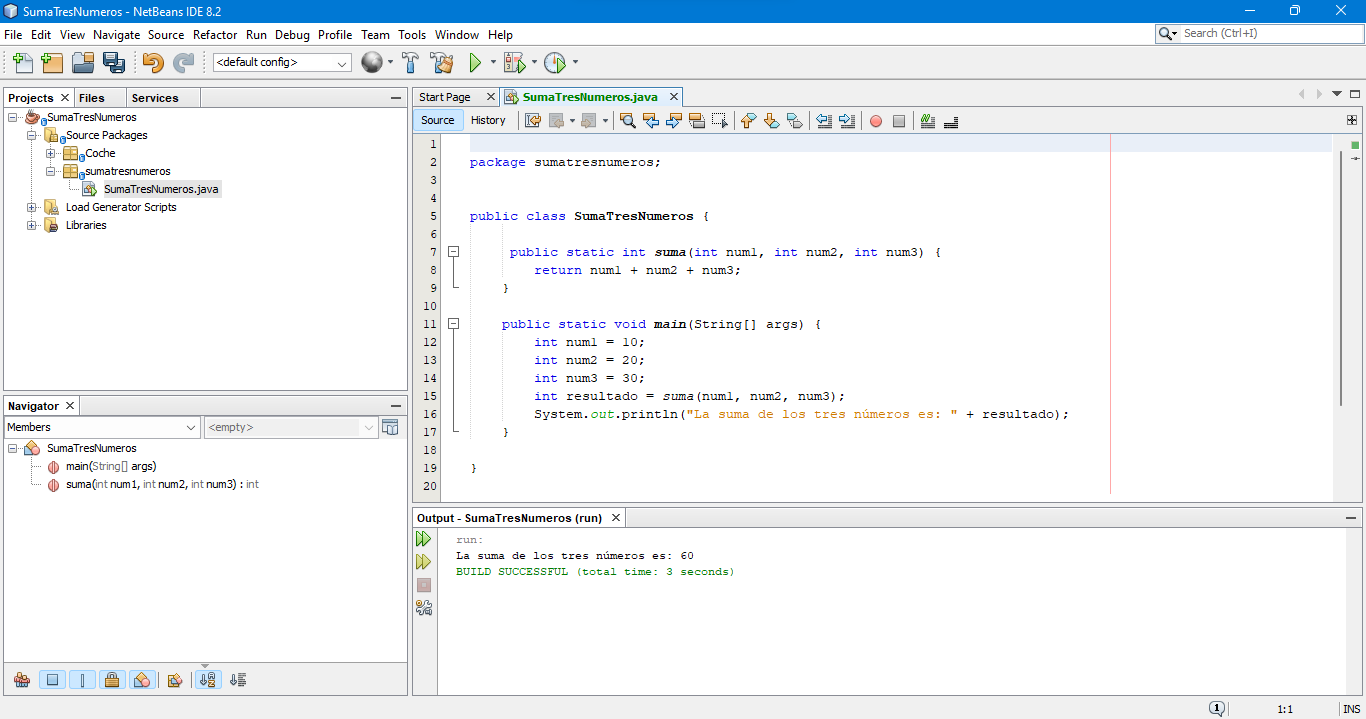 SumaTresNumeros - NetBeans IDE 8.2
File Edit View Navigate Source Refactor Run Debug Profile Team Tools Window Help
Search (Ctrl+I)
<default config>
Projects Files Services
SumaTresNumeros
Source Packages
Coche
sumatresnumeros
SumaTresNumeros.java
Load Generator Scripts
Libraries
Navigator
Members
<empty>
SumaTresNumeros
main(String[] args)
suma(int num1, int num2, int num3) : int
Start Page SumaTresNumeros.java
Source History
1
2 package sumatresnumeros;
3
4
5 public class SumaTresNumeros {
6
7 public static int suma(int num1, int num2, int num3) {
8 return num1 + num2 + num3;
9 }
10
11 public static void main(String[] args) {
12 int num1 = 10;
13 int num2 = 20;
14 int num3 = 30;
15 int resultado = suma(num1, num2, num3);
16 System.out.println("La suma de los tres números es: " + resultado);
17 }
18
19 }
20
Output - SumaTresNumeros (run)
run:
La suma de los tres números es: 60
BUILD SUCCESSFUL (total time: 3 seconds)
1 1:1 INS